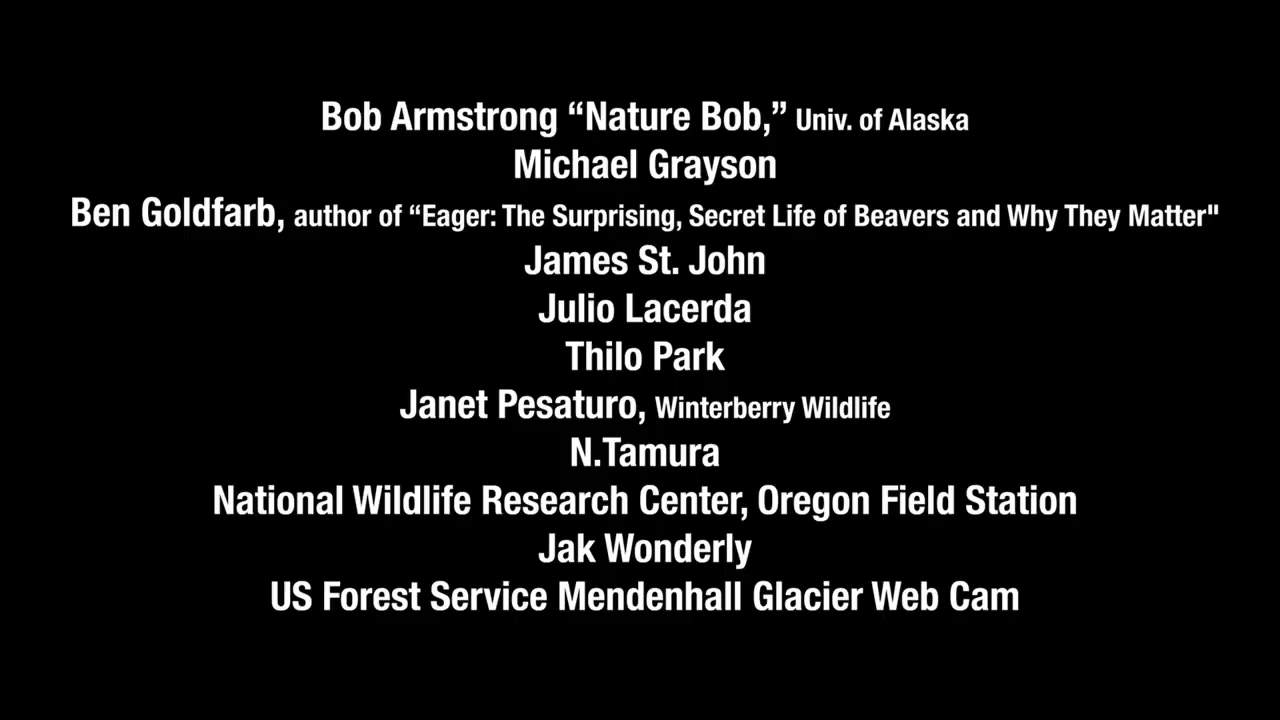 Bob Armstrong “Nature Bob,” Univ. of Alaska
Michael Grayson
Ben Goldfarb, author of “Eager: The Surprising, Secret Life of Beavers and Why They Matter"
James St. John
Julio Lacerda
Thilo Park
Janet Pesaturo, Winterberry Wildlife
N.Tamura
National Wildlife Research Center, Oregon Field Station
Jak Wonderly
US Forest Service Mendenhall Glacier Web Cam